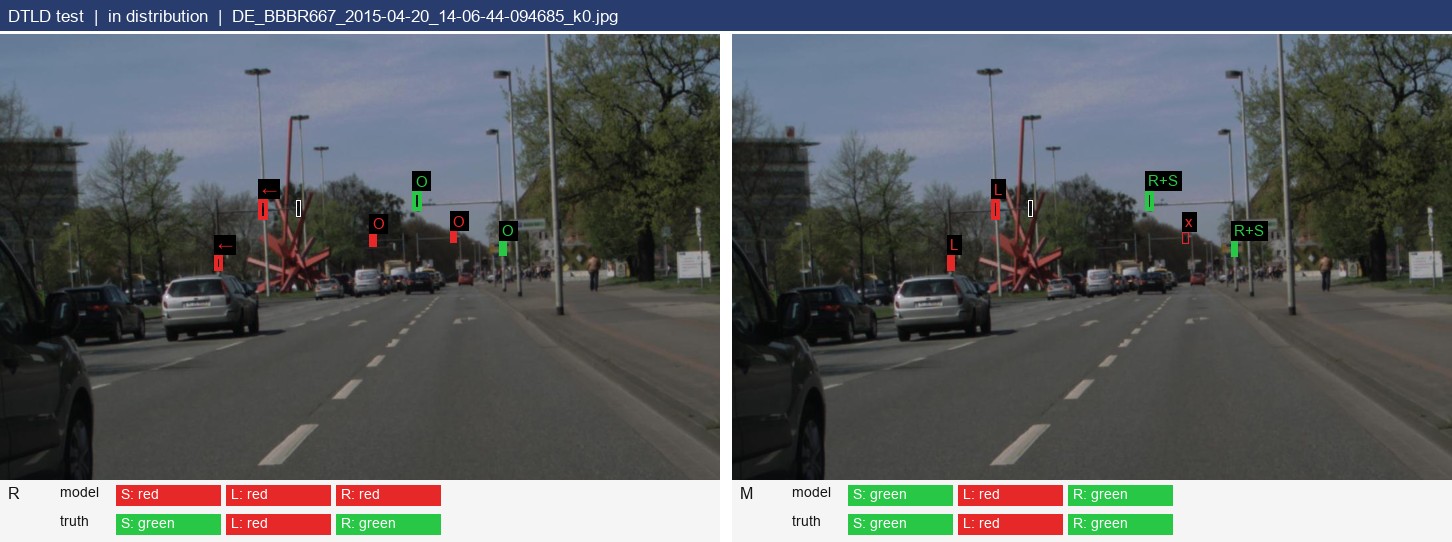 DTLD test | in distribution | DE_BBBR667_2015-04-20_14-06-44-094685_k0.jpg
← O
O O
← O
L R+S
x
L R+S
R model S: red L: red R: red
truth S: green L: red R: green
M model S: green L: red R: green
truth S: green L: red R: green